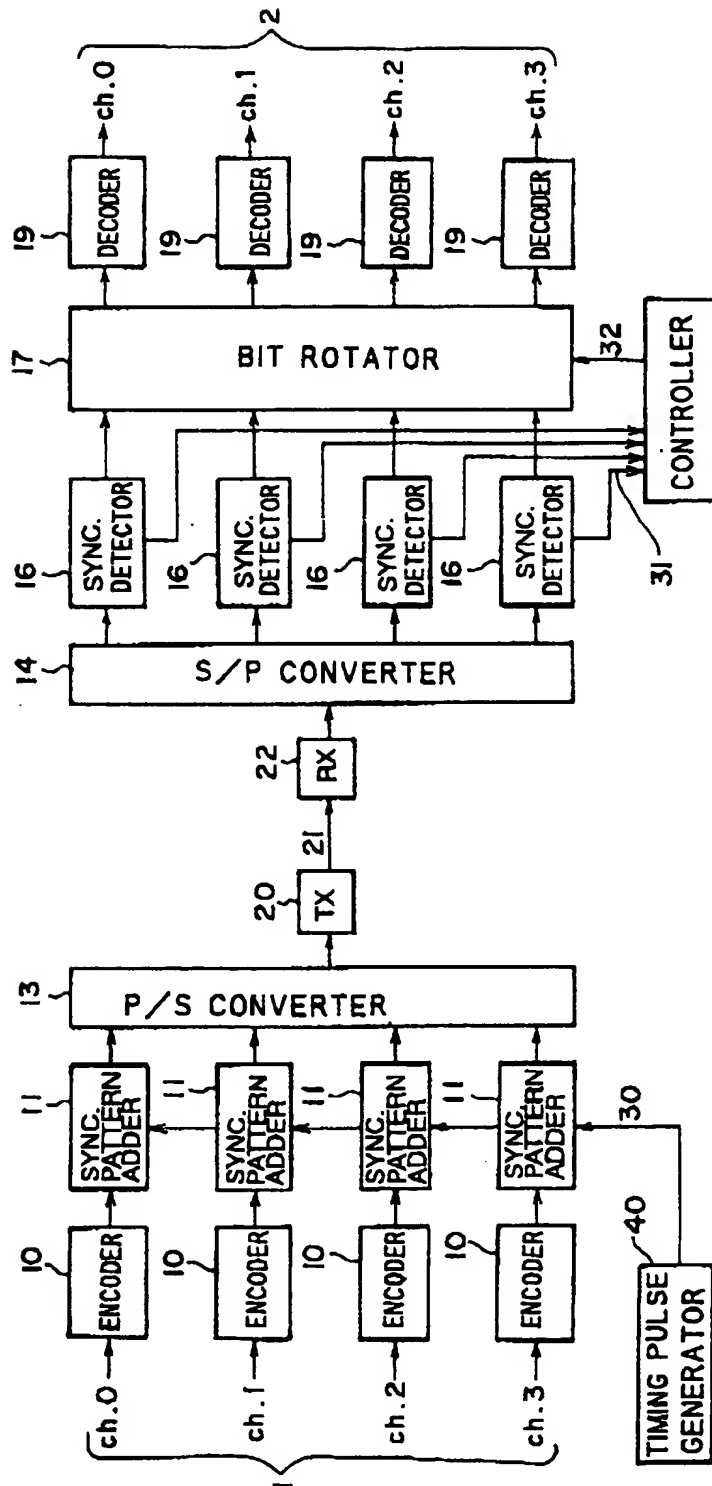 ch.0
ch.1
ch.2
ch.3
10
ENCODER
10
ENCODER
10
ENCODER
10
ENCODER
11
SYNC.
PATTERN
ADDER
11
SYNC.
PATTERN
ADDER
11
SYNC.
PATTERN
ADDER
11
SYNC.
PATTERN
ADDER
30
40
TIMING PULSE
GENERATOR
13
P/S CONVERTER
20
TX
21
22
RX
14
S/P CONVERTER
16
SYNC.
DETECTOR
16
SYNC.
DETECTOR
16
SYNC.
DETECTOR
16
SYNC.
DETECTOR
31
17
BIT ROTATOR
32
CONTROLLER
19
DECODER
19
DECODER
19
DECODER
19
DECODER
ch.0
ch.1
ch.2
ch.3
2